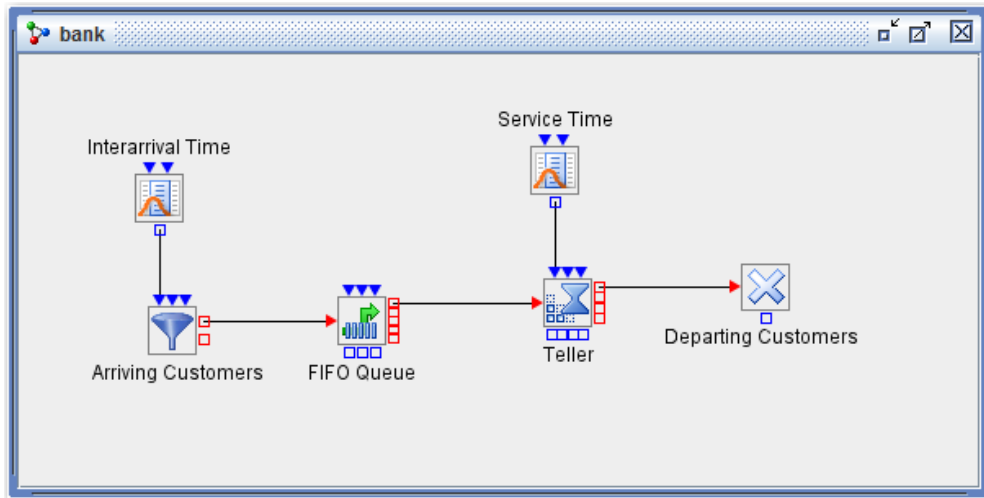 bank
Service Time
Interarrival Time
Departing Customers
Teller
Arriving Customers
FIFO Queue